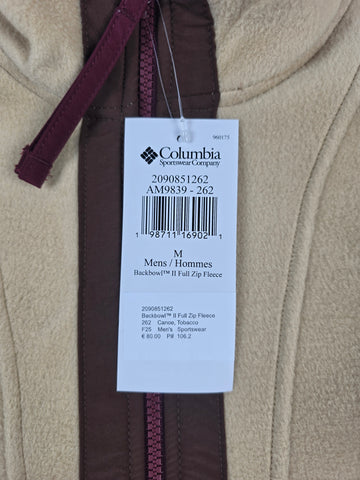 960175
Columbia
Sportswear Company
2090851262
AM9839 - 262
1 98711 16902 1
M
Mens / Hommes
Backbowl™ II Full Zip Fleece
2090851262
Backbowl™ II Full Zip Fleece
262 Canoe, Tobacco
F25 Men's Sportswear
€ 80.00 Pll 106.2